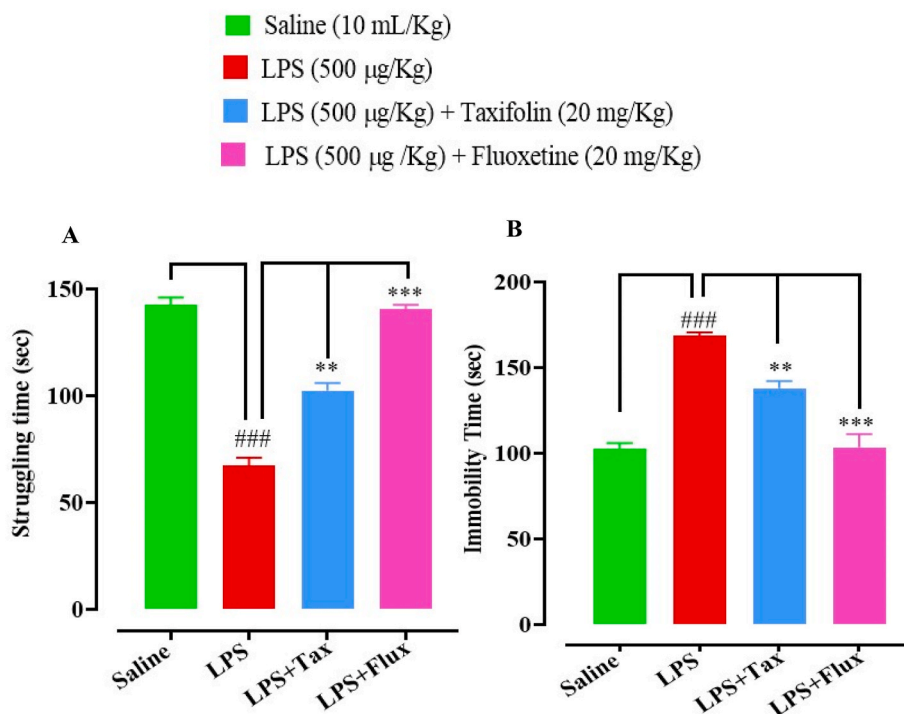 Saline (10 mL/Kg)
LPS (500 μg/Kg)
LPS (500 μg/Kg) + Taxifolin (20 mg/Kg)
LPS (500 μg /Kg) + Fluoxetine (20 mg/Kg)
A
Struggling time (sec)
150
100
50
0
###
**
***
Saline
LPS
LPS+Tax
LPS+Flux
B
Immobility Time (sec)
200
150
100
50
0
###
**
***
Saline
LPS
LPS+Tax
LPS+Flux